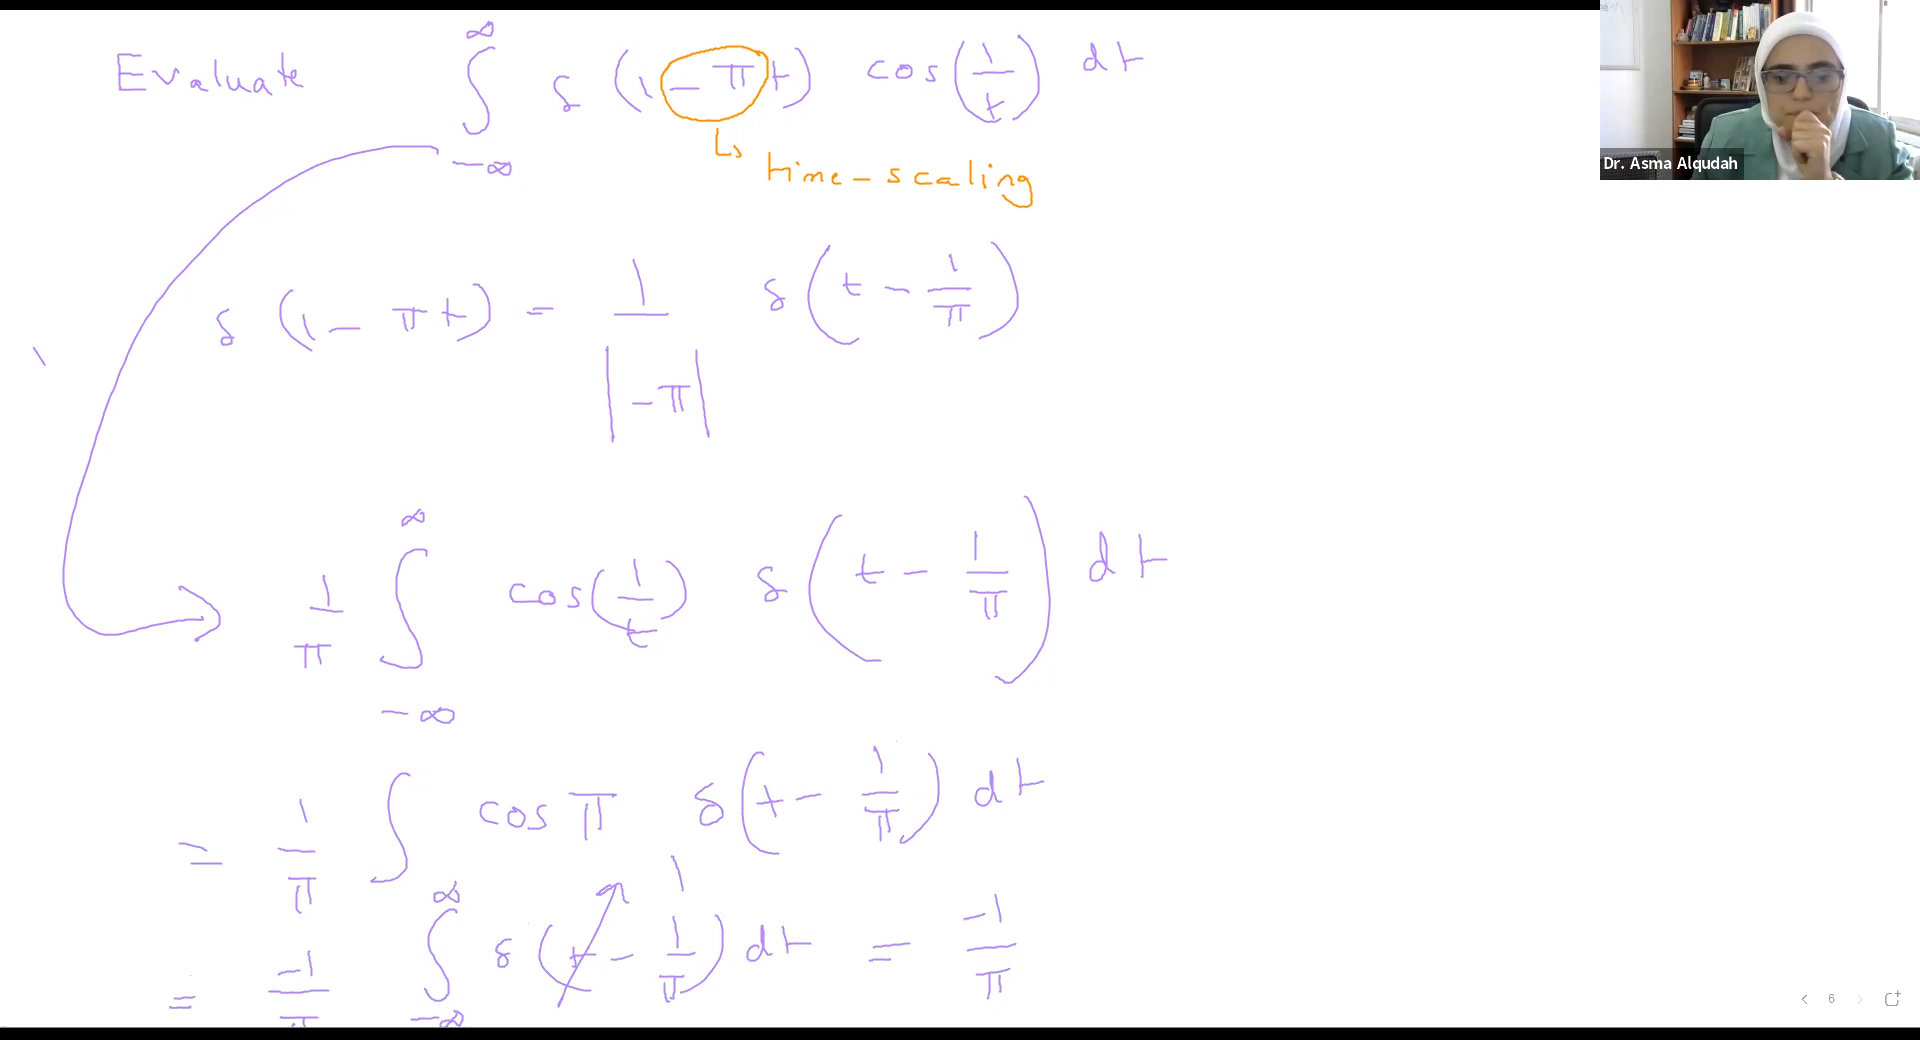 Evaluate ∫_{-∞}^{∞} δ(1 - πt) cos(1/t) dt
↳ time-scaling
Dr. Asma Alqudah
δ(1 - πt) = 1/|-π| δ(t - 1/π)
1/π ∫_{-∞}^{∞} cos(1/t) δ(t - 1/π) dt
= 1/π ∫ cos π δ(t - 1/π) dt
1
= -1/π ∫_{-∞}^{∞} δ(t - 1/π) dt = -1/π
6